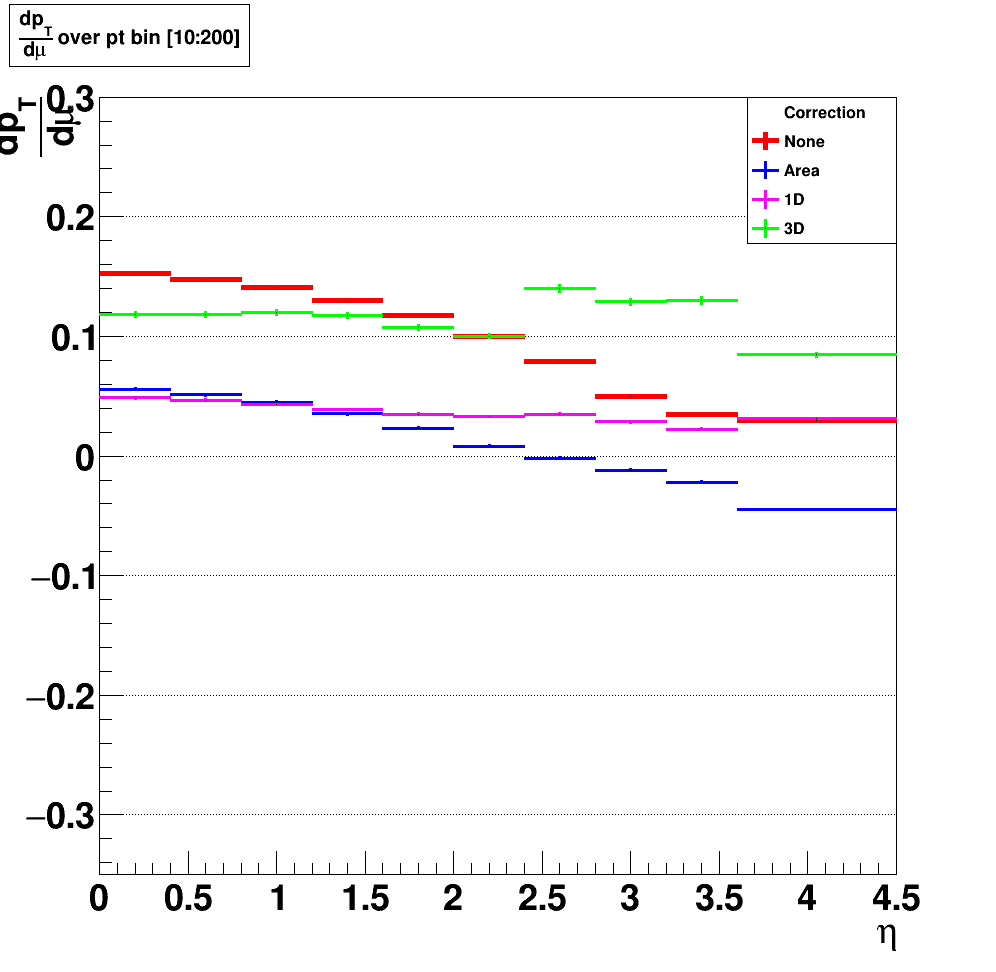 dp_T
dμ
over pt bin [10:200]
dp_T
dμ
0.3
0.2
0.1
0
−0.1
−0.2
−0.3
Correction
None
Area
1D
3D
0 0.5 1 1.5 2 2.5 3 3.5 4 4.5
η